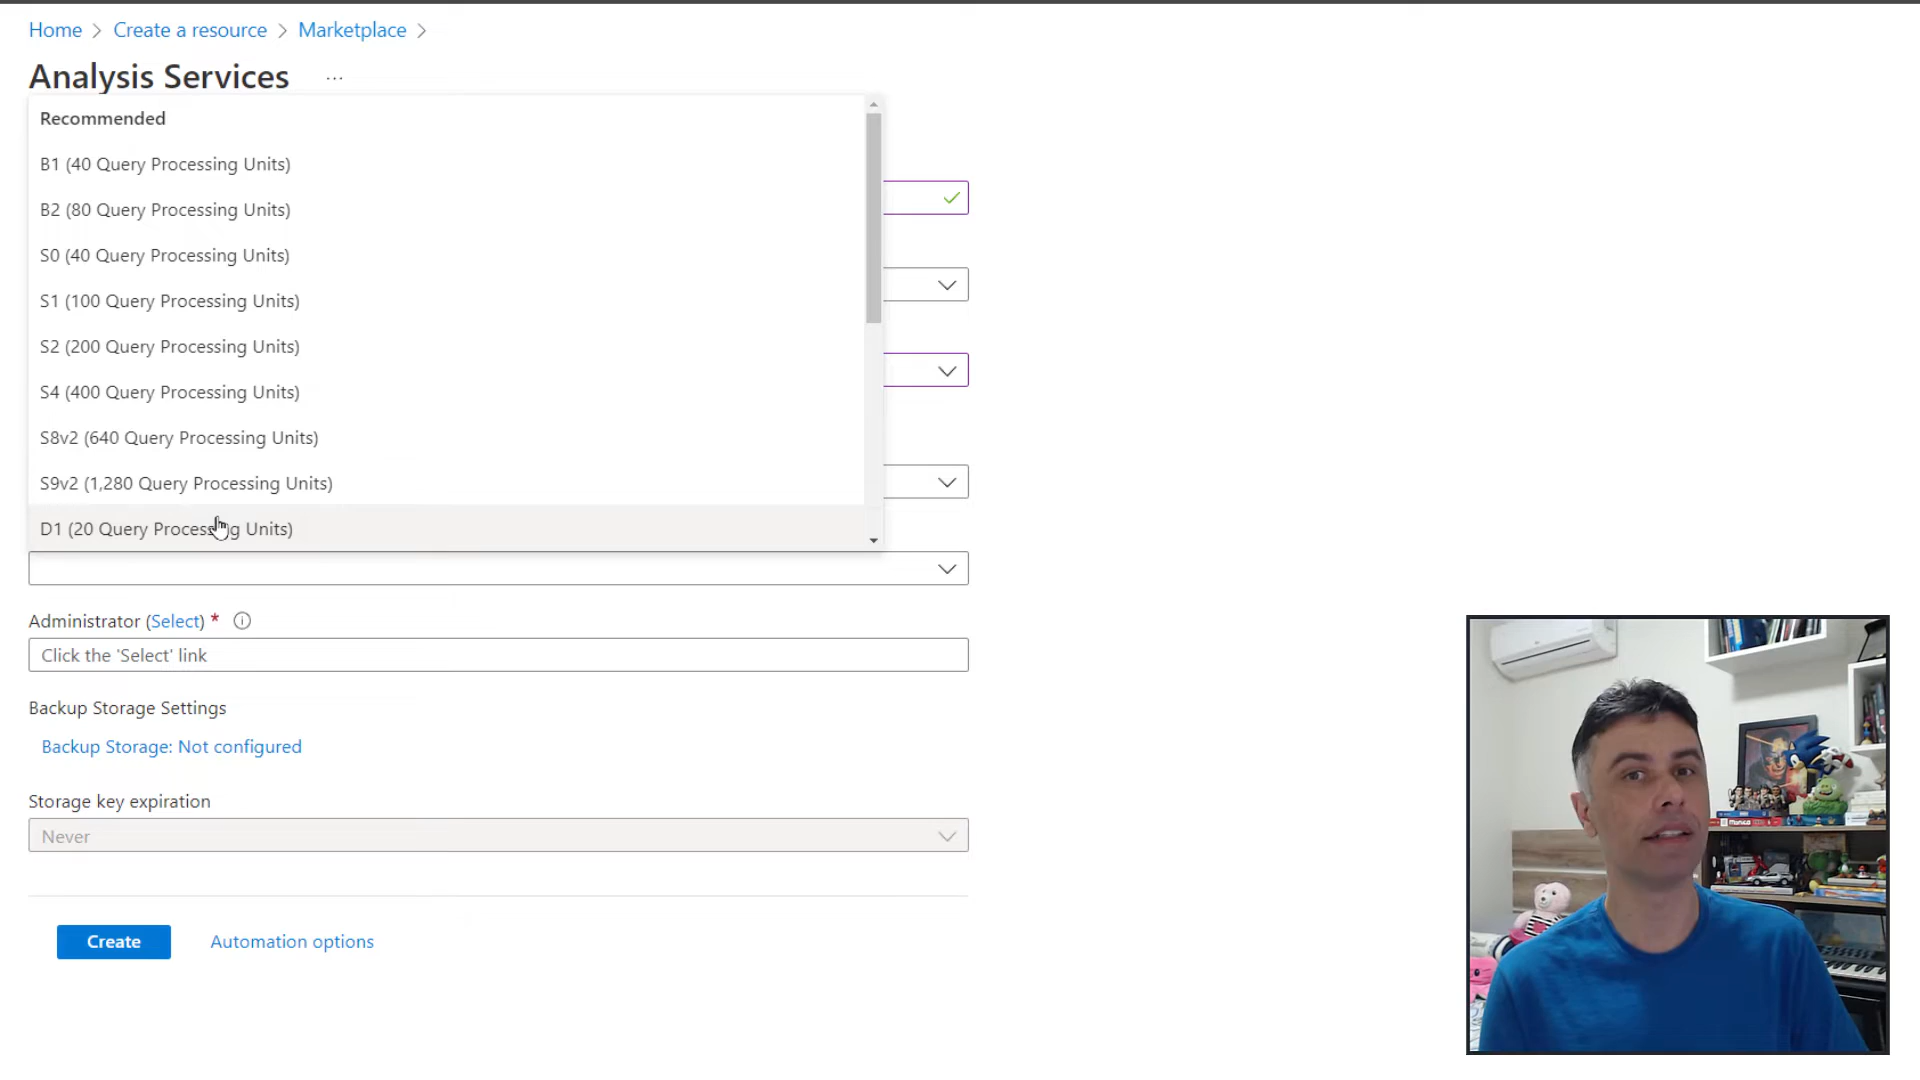 Home > Create a resource > Marketplace >
Analysis Services ...
Recommended
B1 (40 Query Processing Units)
B2 (80 Query Processing Units)
S0 (40 Query Processing Units)
S1 (100 Query Processing Units)
S2 (200 Query Processing Units)
S4 (400 Query Processing Units)
S8v2 (640 Query Processing Units)
S9v2 (1,280 Query Processing Units)
D1 (20 Query Processing Units)
Administrator (Select) *
Click the 'Select' link
Backup Storage Settings
Backup Storage: Not configured
Storage key expiration
Never
Create
Automation options